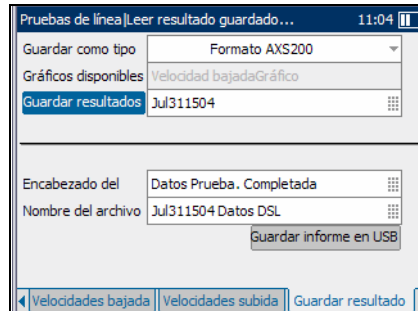 Pruebas de línea|Leer resultado guardado... 11:04
Guardar como tipo Formato AXS200
Gráficos disponibles Velocidad bajadaGráfico
Guardar resultados Jul311504
Encabezado del Datos Prueba. Completada
Nombre del archivo Jul311504 Datos DSL
Guardar informe en USB
Velocidades bajada Velocidades subida Guardar resultado